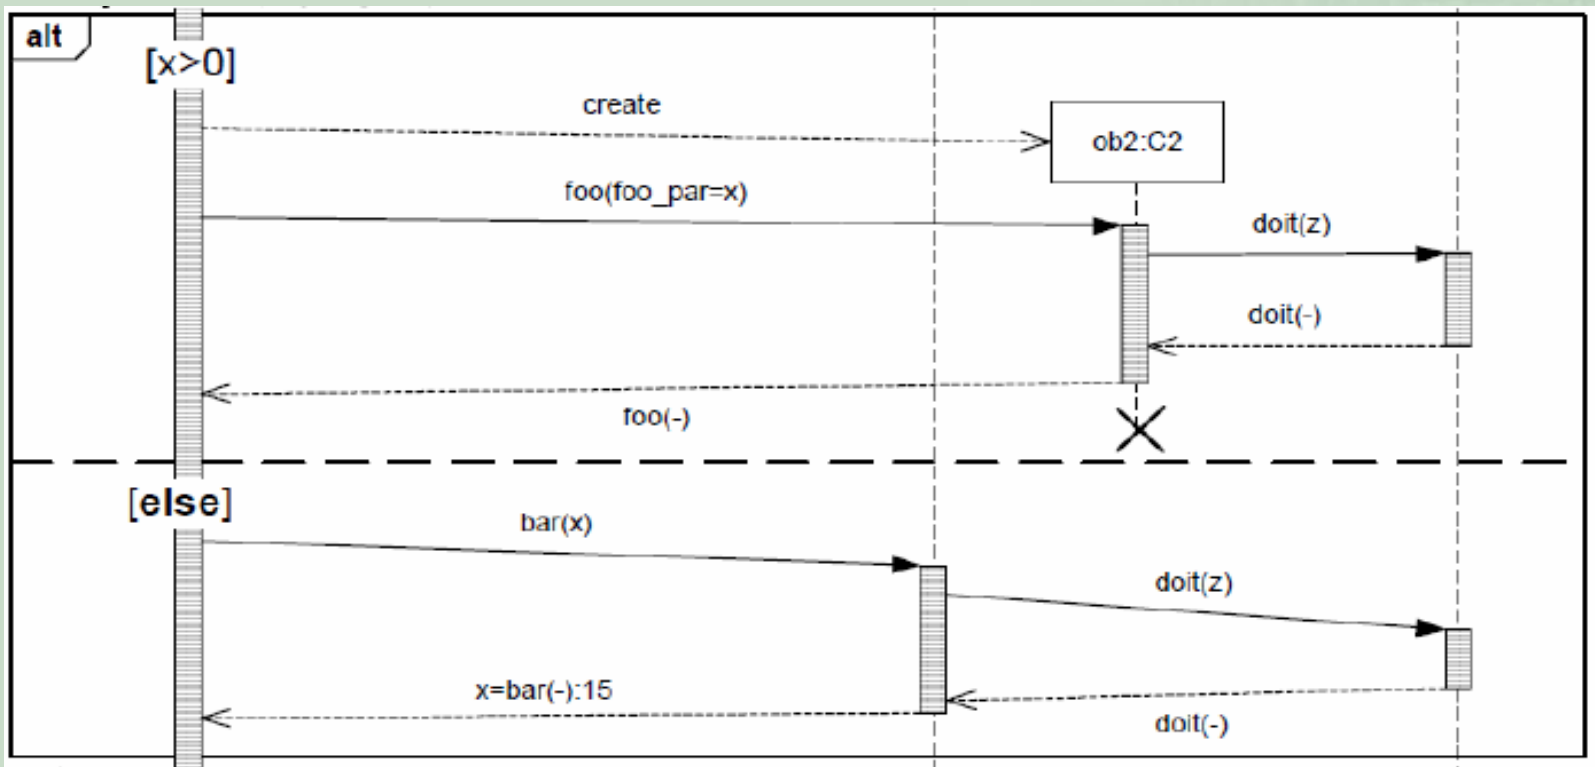 alt
[x>0]
create
ob2:C2
foo(foo_par=x)
doit(z)
doit(-)
foo(-)
[else]
bar(x)
doit(z)
x=bar(-):15
doit(-)